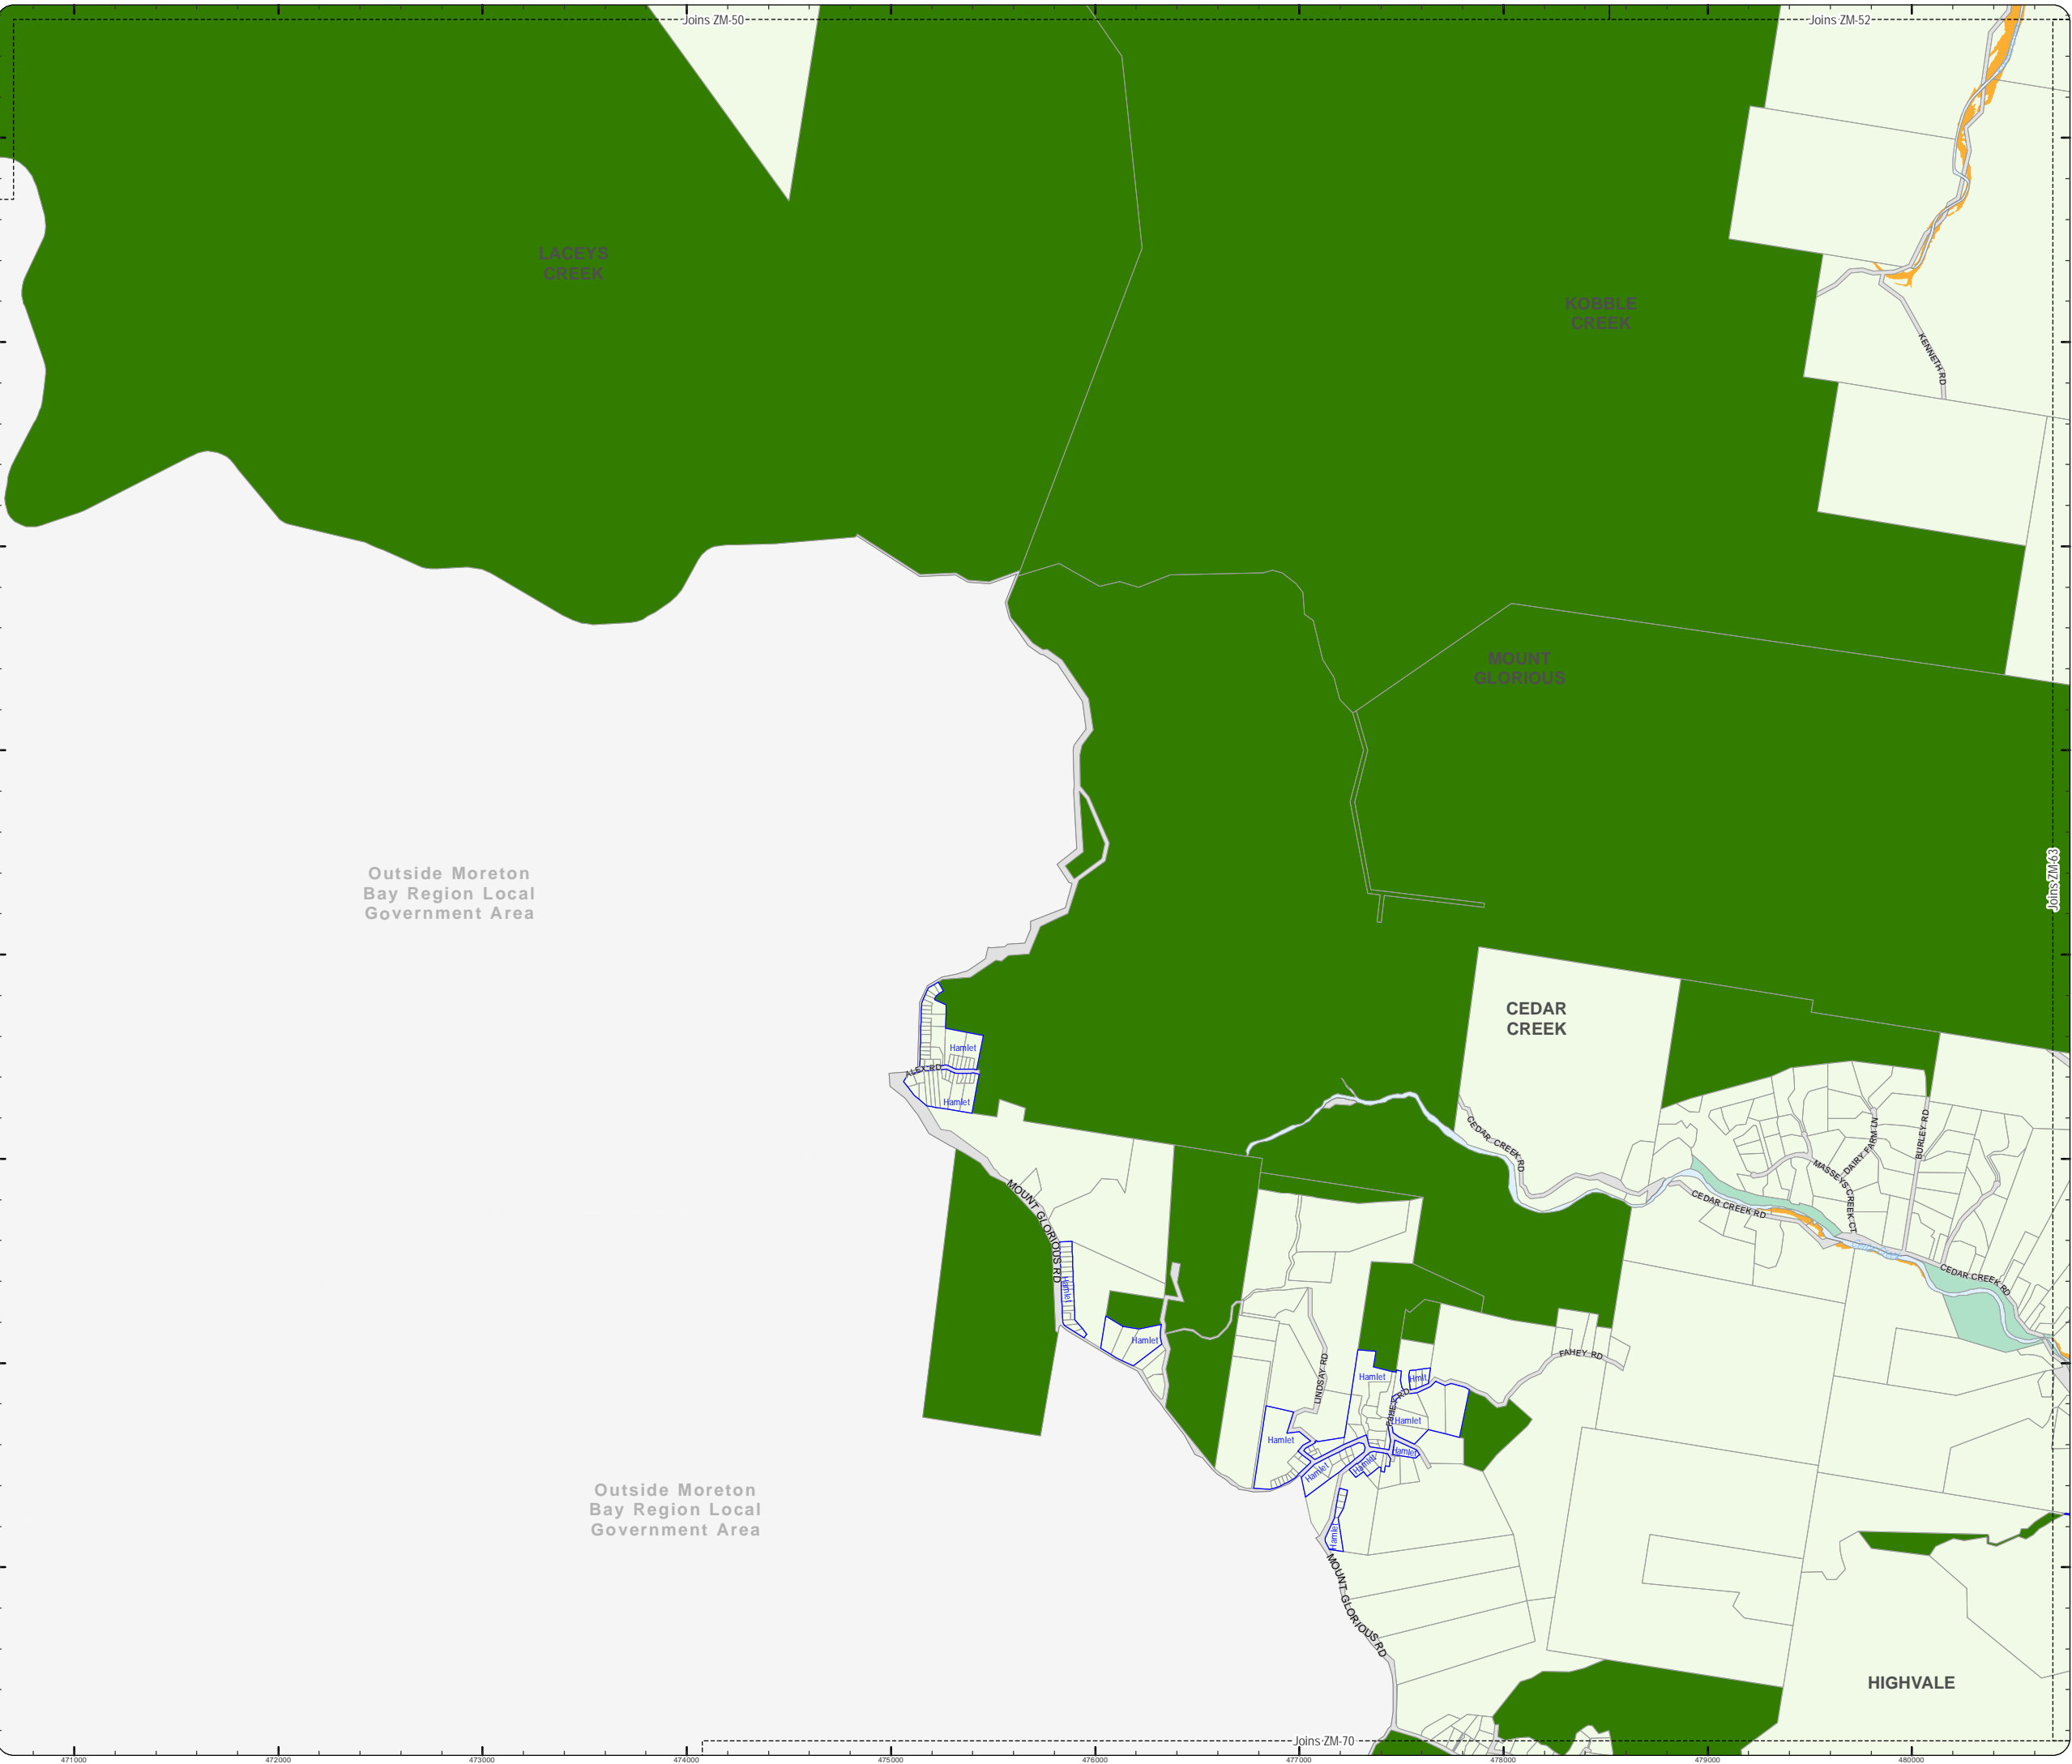 Joins ZM-50
Joins ZM-52
LACEYS
CREEK
KOBBLE
CREEK
KENNETH RD
MOUNT
GLORIOUS
Outside Moreton
Bay Region Local
Government Area
Joins ZM-63
CEDAR
CREEK
Hamlet
ALEX RD
Hamlet
CEDAR CREEK RD
DAIRY FARM LN
BURLEY RD
MASSEYS CREEK CT
CEDAR CREEK RD
MOUNT GLORIOUS RD
Hamlet
CEDAR CREEK RD
Hamlet
FAHEY RD
LINDSAY RD
Hamlet
Hmlt
Hamlet
Hamlet
Hamlet
Hamlet
Hamlet
Outside Moreton
Bay Region Local
Government Area
Hamlet
MOUNT GLORIOUS RD
HIGHVALE
Joins ZM-70
471000
472000
473000
474000
475000
476000
477000
478000
479000
480000